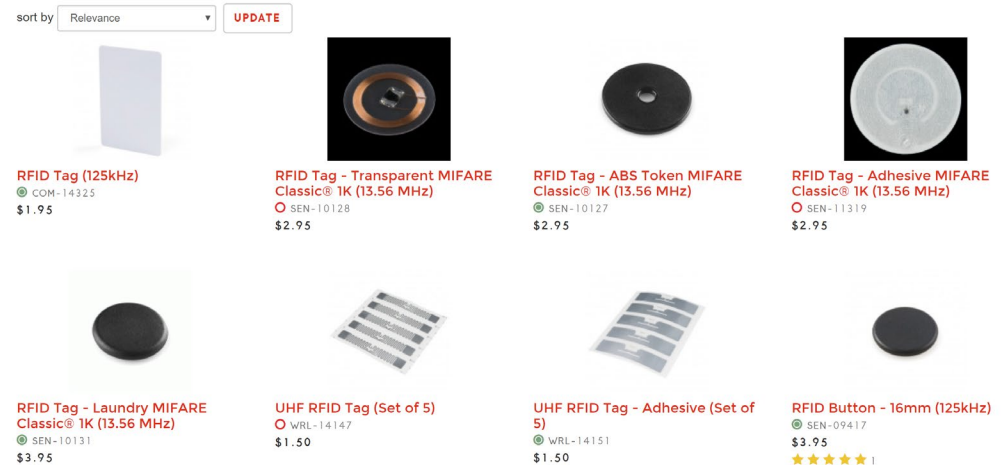 sort by Relevance UPDATE
RFID Tag (125kHz)
COM-14325
$1.95
RFID Tag - Transparent MIFARE
Classic® 1K (13.56 MHz)
SEN-10128
$2.95
RFID Tag - ABS Token MIFARE
Classic® 1K (13.56 MHz)
SEN-10127
$2.95
RFID Tag - Adhesive MIFARE
Classic® 1K (13.56 MHz)
SEN-11319
$2.95
RFID Tag - Laundry MIFARE
Classic® 1K (13.56 MHz)
SEN-10131
$3.95
UHF RFID Tag (Set of 5)
WRL-14147
$1.50
UHF RFID Tag - Adhesive (Set of
5)
WRL-14151
$1.50
RFID Button - 16mm (125kHz)
SEN-09417
$3.95
1